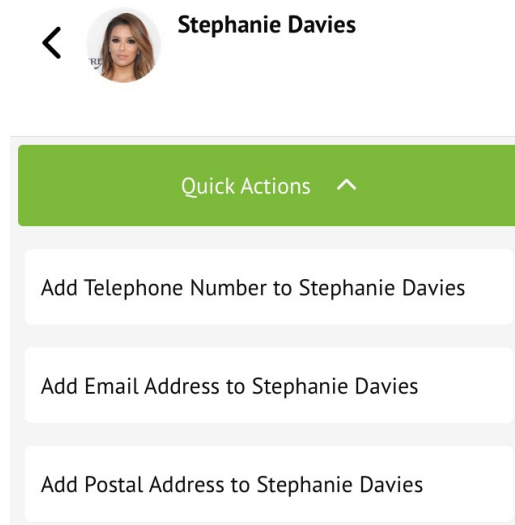 Stephanie Davies
Quick Actions
Add Telephone Number to Stephanie Davies
Add Email Address to Stephanie Davies
Add Postal Address to Stephanie Davies